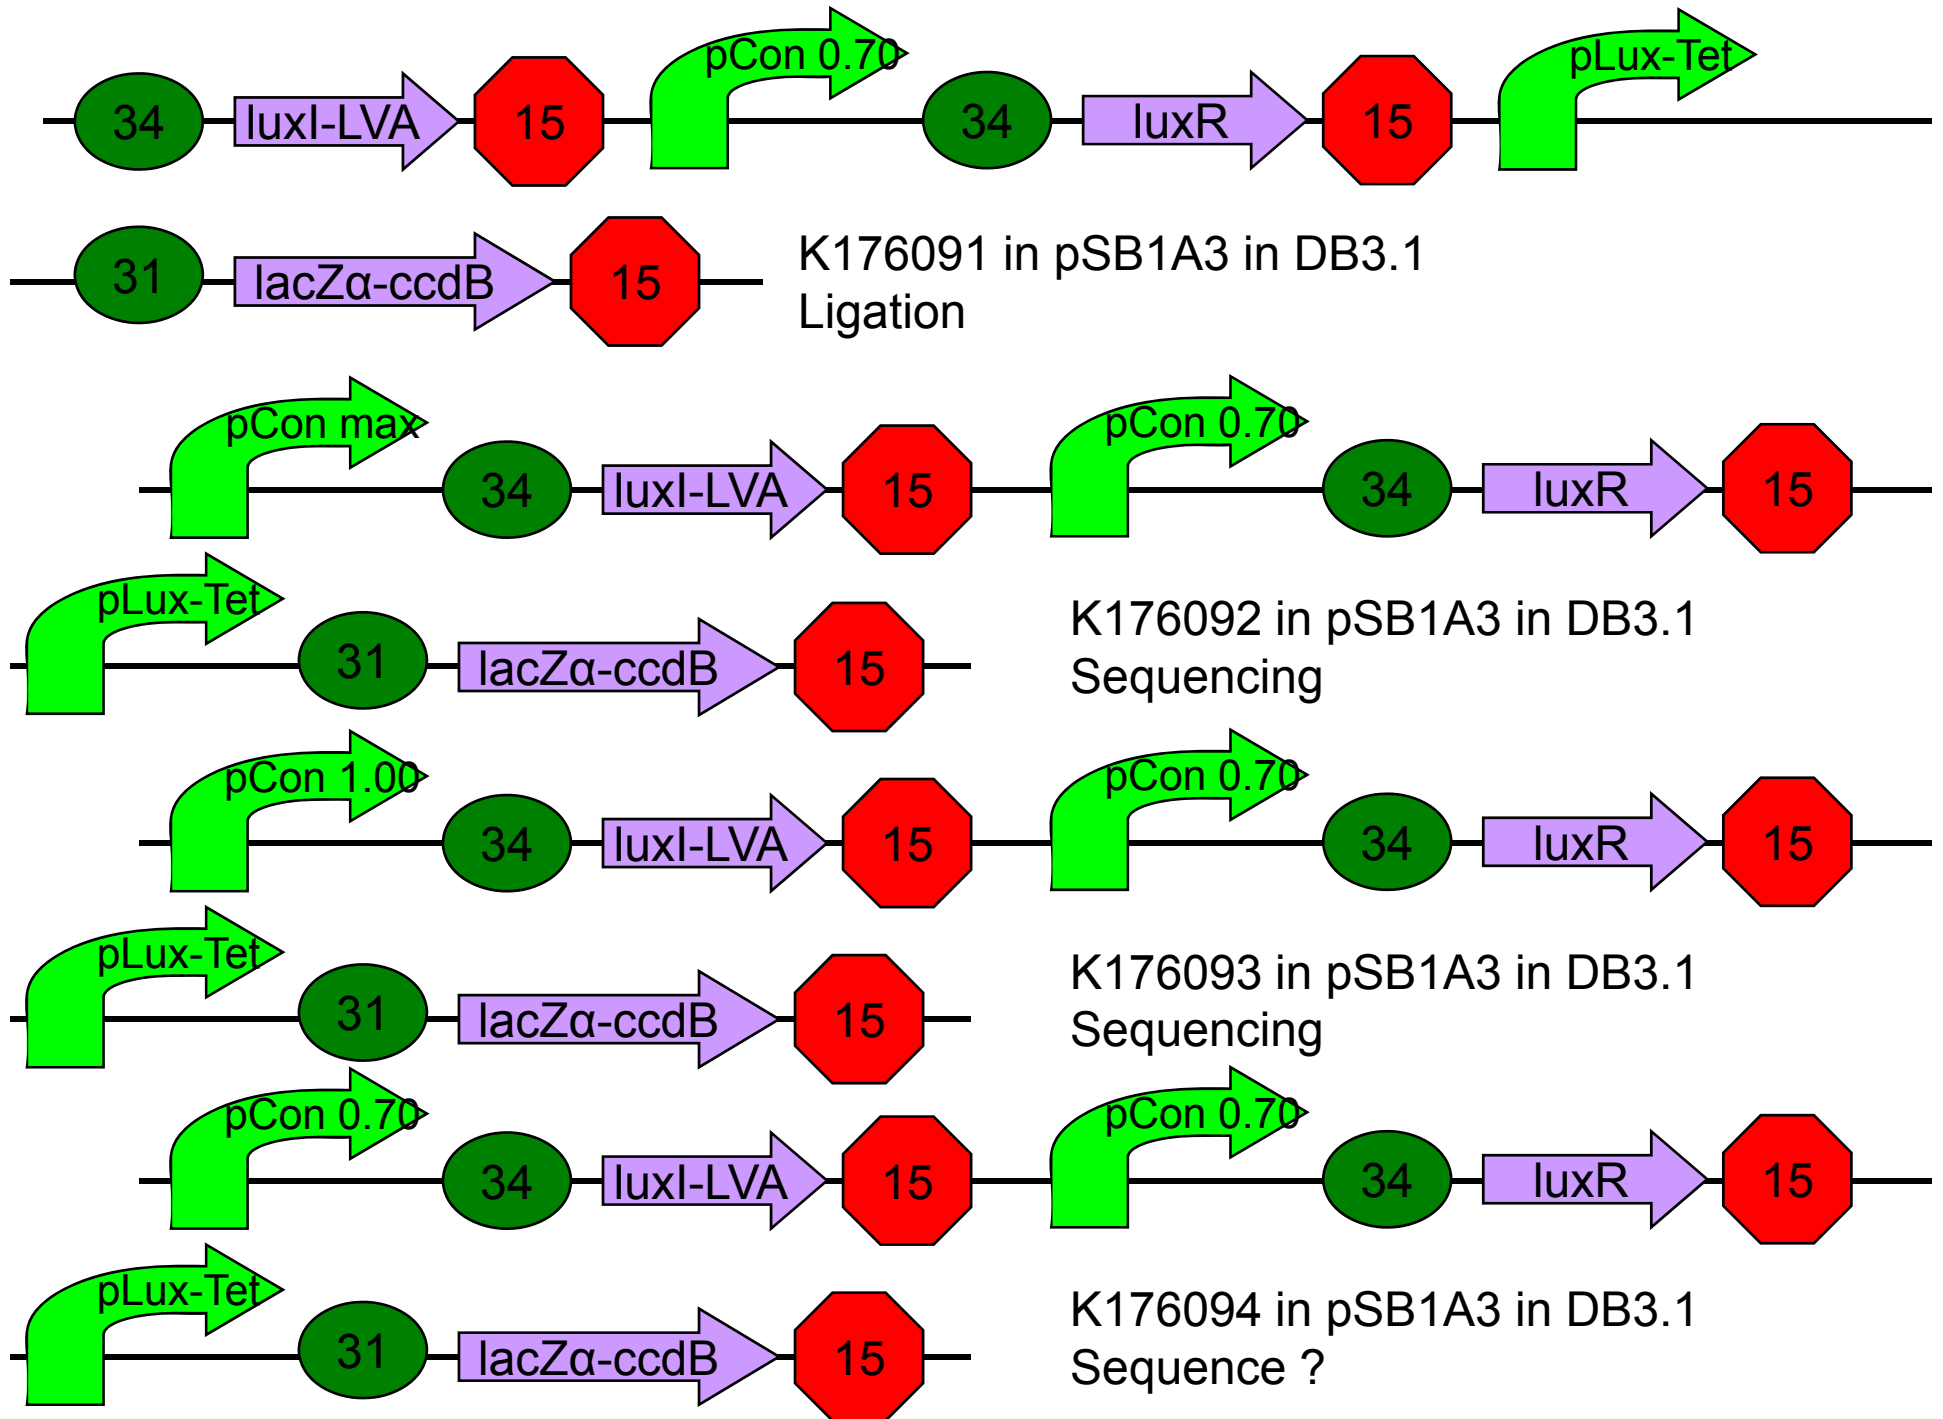 pCon 0.70 pLux-Tet
34 luxI-LVA 15 34 luxR 15
31 lacZα-ccdB 15
K176091 in pSB1A3 in DB3.1
Ligation
pCon max pCon 0.70
34 luxI-LVA 15 34 luxR 15
pLux-Tet
31 lacZα-ccdB 15
K176092 in pSB1A3 in DB3.1
Sequencing
pCon 1.00 pCon 0.70
34 luxI-LVA 15 34 luxR 15
pLux-Tet
31 lacZα-ccdB 15
K176093 in pSB1A3 in DB3.1
Sequencing
pCon 0.70 pCon 0.70
34 luxI-LVA 15 34 luxR 15
pLux-Tet
31 lacZα-ccdB 15
K176094 in pSB1A3 in DB3.1
Sequence ?